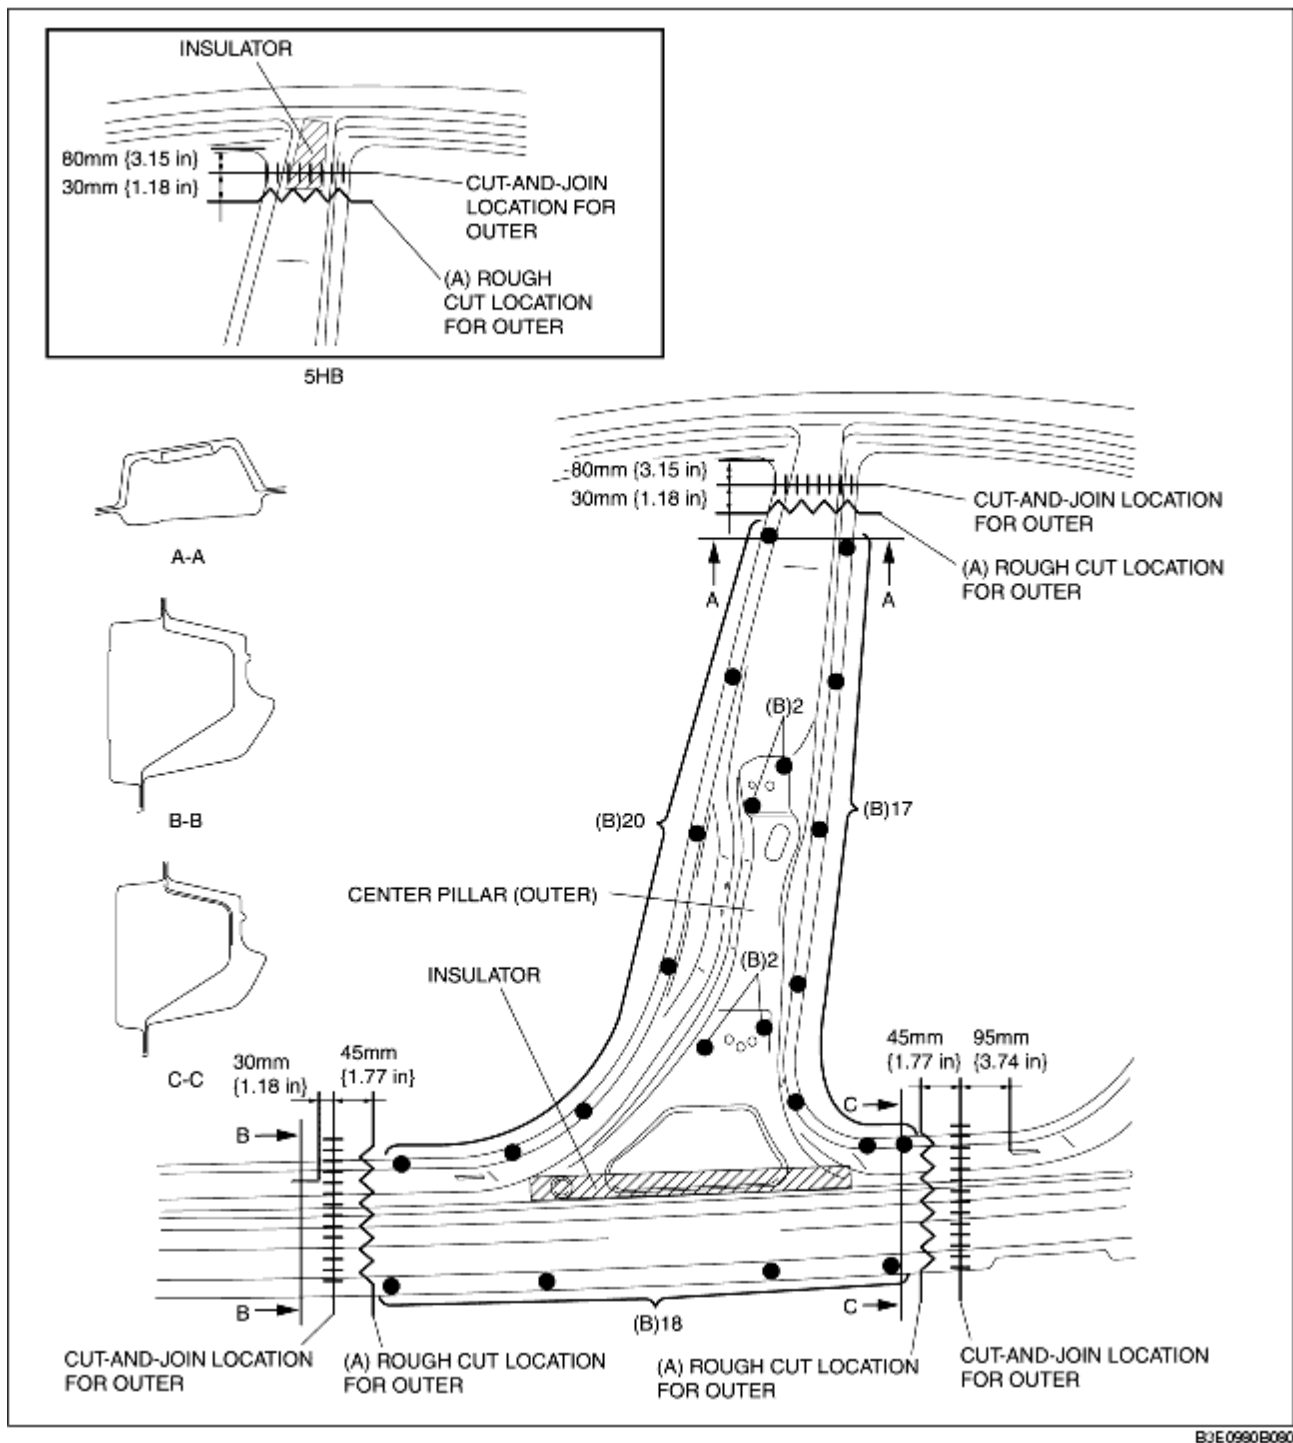 INSULATOR
80mm {3.15 in}
30mm {1.18 in}
CUT-AND-JOIN
LOCATION FOR
OUTER
(A) ROUGH
CUT LOCATION
FOR OUTER
5HB
80mm {3.15 in}
30mm {1.18 in}
CUT-AND-JOIN LOCATION
FOR OUTER
(A) ROUGH CUT LOCATION
FOR OUTER
A-A
A
A
(B)2
B-B
(B)20
(B)17
CENTER PILLAR (OUTER)
(B)2
INSULATOR
C-C
30mm
{1.18 in}
45mm
{1.77 in}
45mm
{1.77 in}
95mm
{3.74 in}
B
C
B
C
(B)18
CUT-AND-JOIN LOCATION
FOR OUTER
(A) ROUGH CUT LOCATION
FOR OUTER
(A) ROUGH CUT LOCATION
FOR OUTER
CUT-AND-JOIN LOCATION
FOR OUTER
B3E0980B080